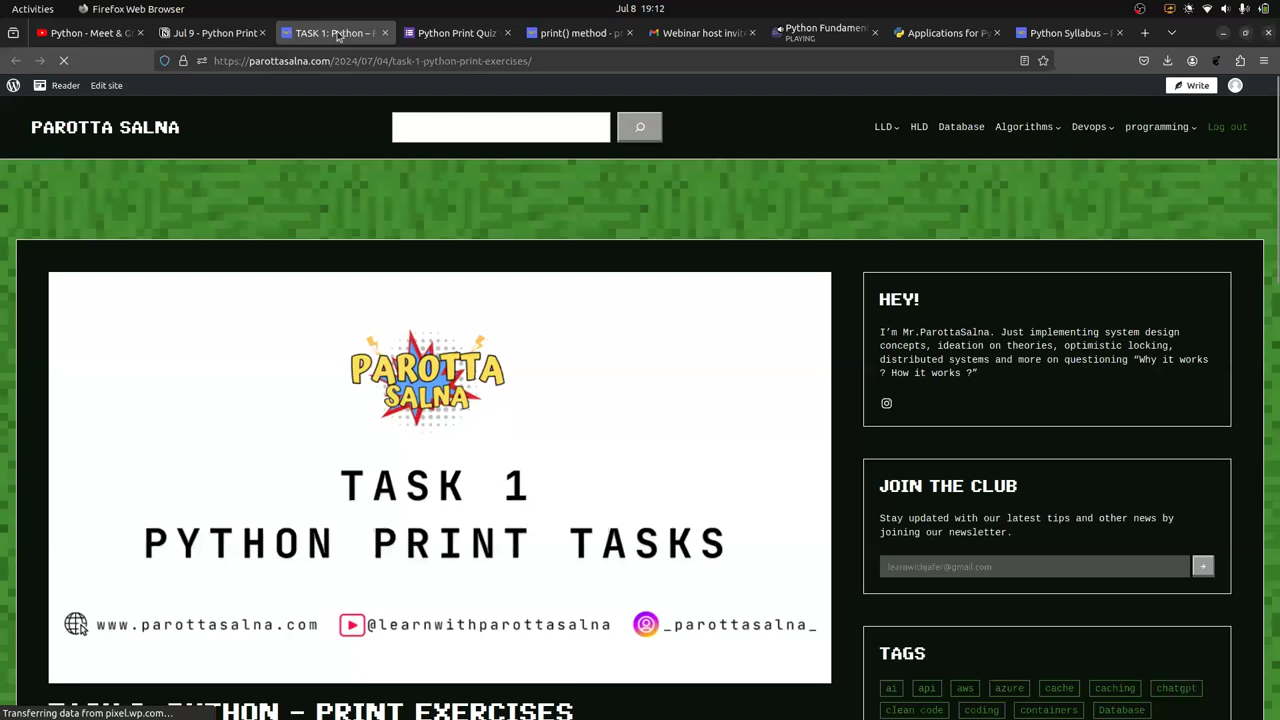 Activities
Firefox Web Browser
Jul 8 19:12
Python - Meet & Gr
Jul 9 - Python Print
TASK 1: Python – P
Python Print Quiz
print() method - p
Webinar host invit
Python Fundamen
PLAYING
Applications for Py
Python Syllabus – P
https://parottasalna.com/2024/07/04/task-1-python-print-exercises/
Reader
Edit site
Write
PAROTTA SALNA
LLD
HLD
Database
Algorithms
Devops
programming
Log out
PAROTTA
SALNA
TASK 1
PYTHON PRINT TASKS
www.parottasalna.com
@learnwithparottasalna
_parottasalna_
HEY!
I’m Mr.ParottaSalna. Just implementing system design
concepts, ideation on theories, optimistic locking,
distributed systems and more on questioning “Why it works
? How it works ?”
JOIN THE CLUB
Stay updated with our latest tips and other news by
joining our newsletter.
learnwithjafer@gmail.com
TAGS
ai
api
aws
azure
cache
caching
chatgpt
clean code
coding
containers
Database
TASK 1: PYTHON – PRINT EXERCISES
Transferring data from pixel.wp.com…